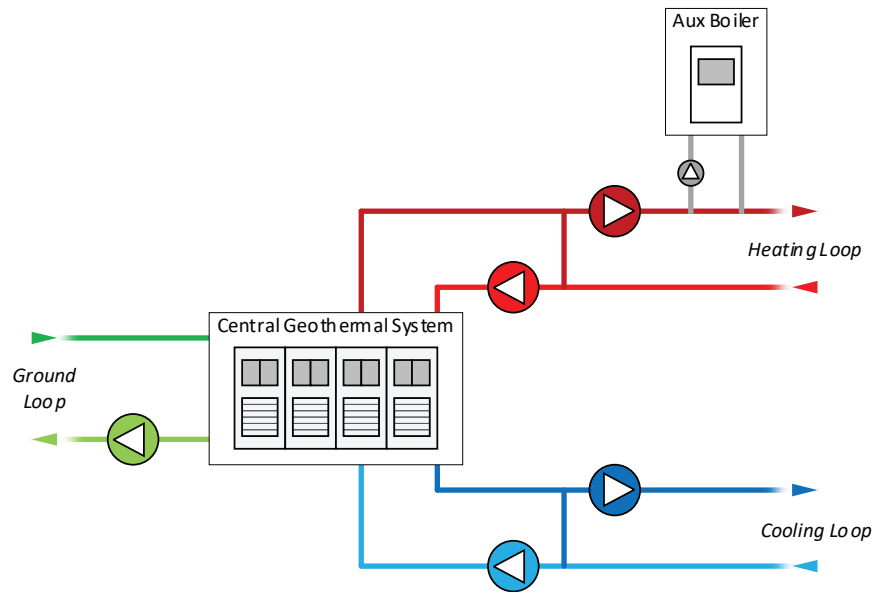 Aux Boiler
Heating Loop
Central Geothermal System
Ground
Loop
Cooling Loop